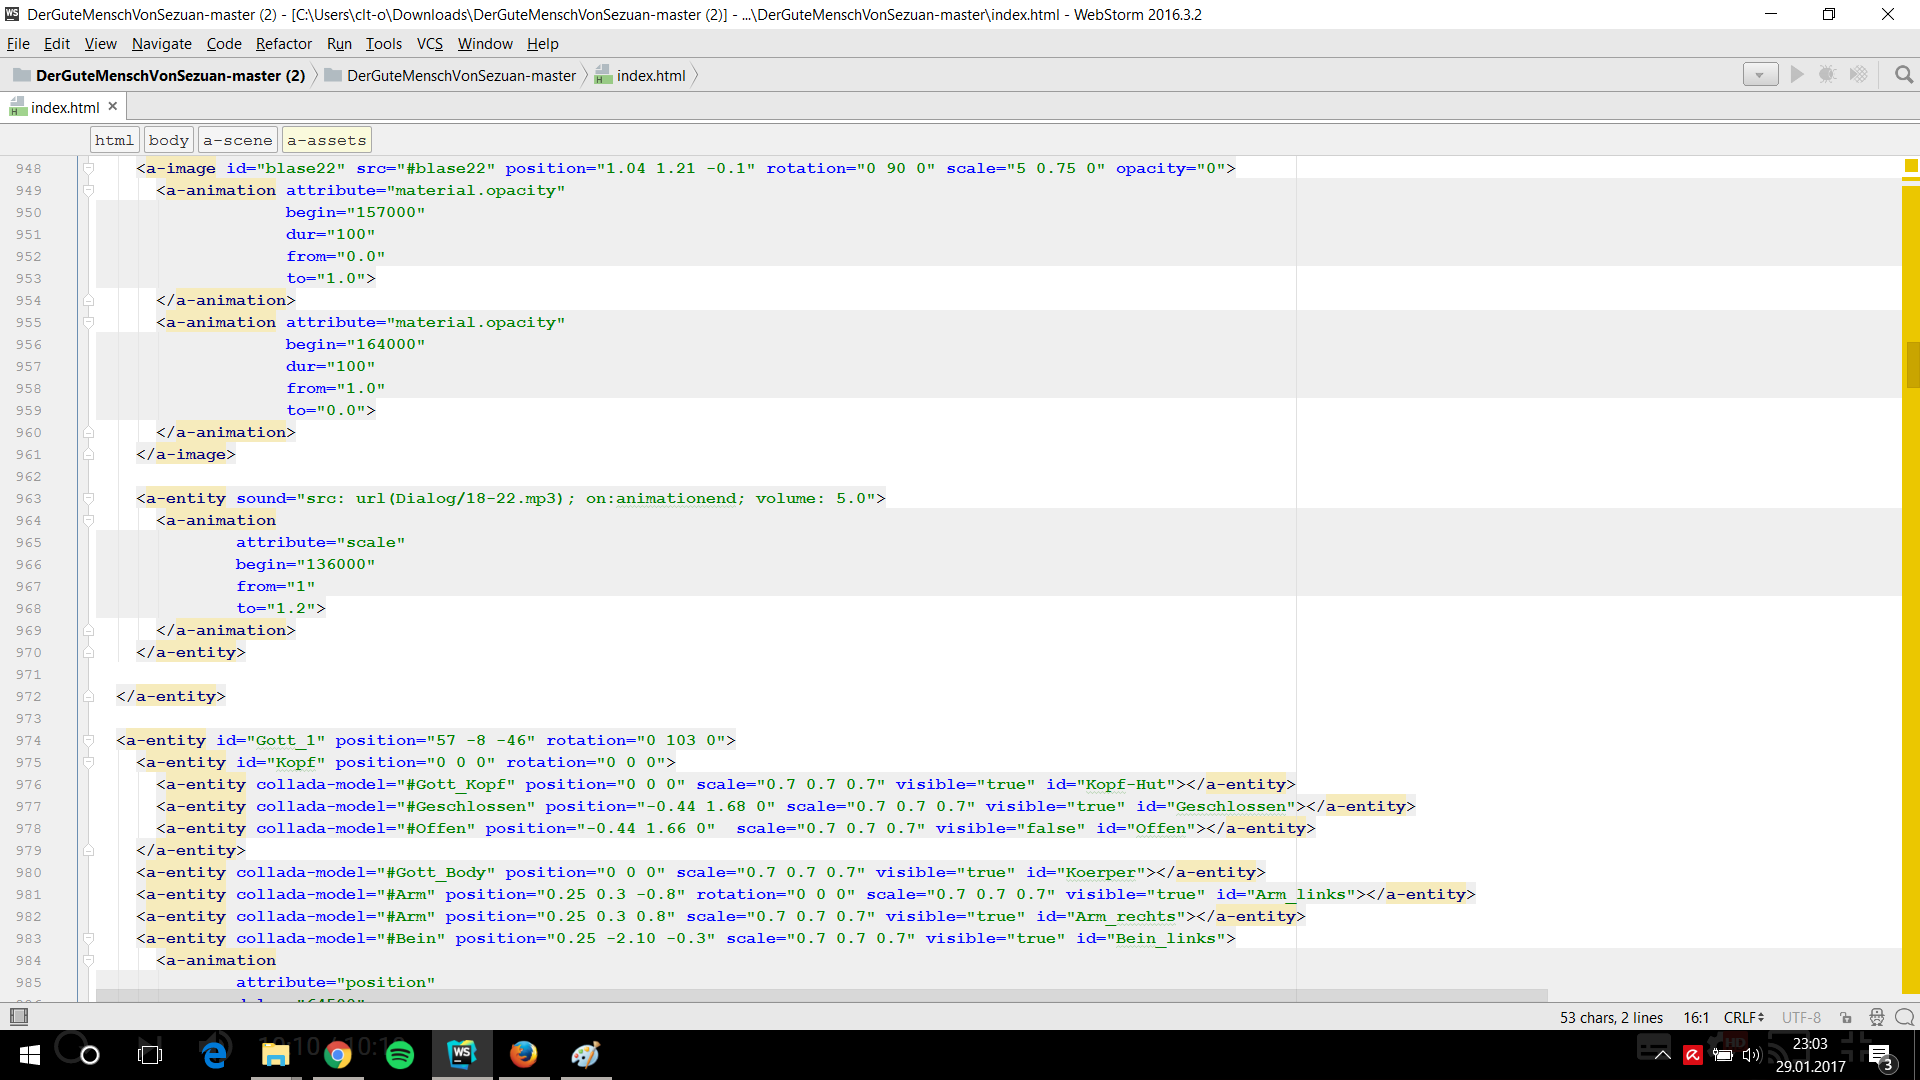 DerGuteMenschVonSezuan-master (2) - [C:\Users\clt-o\Downloads\DerGuteMenschVonSezuan-master (2)] - ...\DerGuteMenschVonSezuan-master\index.html - WebStorm 2016.3.2
File Edit View Navigate Code Refactor Run Tools VCS Window Help
DerGuteMenschVonSezuan-master (2) DerGuteMenschVonSezuan-master index.html
index.html
html body a-scene a-assets
948 <a-image id="blase22" src="#blase22" position="1.04 1.21 -0.1" rotation="0 90 0" scale="5 0.75 0" opacity="0">
949 <a-animation attribute="material.opacity"
950 begin="157000"
951 dur="100"
952 from="0.0"
953 to="1.0">
954 </a-animation>
955 <a-animation attribute="material.opacity"
956 begin="164000"
957 dur="100"
958 from="1.0"
959 to="0.0">
960 </a-animation>
961 </a-image>
962
963 <a-entity sound="src: url(Dialog/18-22.mp3); on:animationend; volume: 5.0">
964 <a-animation
965 attribute="scale"
966 begin="136000"
967 from="1"
968 to="1.2">
969 </a-animation>
970 </a-entity>
971
972 </a-entity>
973
974 <a-entity id="Gott_1" position="57 -8 -46" rotation="0 103 0">
975 <a-entity id="Kopf" position="0 0 0" rotation="0 0 0">
976 <a-entity collada-model="#Gott_Kopf" position="0 0 0" scale="0.7 0.7 0.7" visible="true" id="Kopf-Hut"></a-entity>
977 <a-entity collada-model="#Geschlossen" position="-0.44 1.68 0" scale="0.7 0.7 0.7" visible="true" id="Geschlossen"></a-entity>
978 <a-entity collada-model="#Offen" position="-0.44 1.66 0"  scale="0.7 0.7 0.7" visible="false" id="Offen"></a-entity>
979 </a-entity>
980 <a-entity collada-model="#Gott_Body" position="0 0 0" scale="0.7 0.7 0.7" visible="true" id="Koerper"></a-entity>
981 <a-entity collada-model="#Arm" position="0.25 0.3 -0.8" rotation="0 0 0" scale="0.7 0.7 0.7" visible="true" id="Arm_links"></a-entity>
982 <a-entity collada-model="#Arm" position="0.25 0.3 0.8" scale="0.7 0.7 0.7" visible="true" id="Arm_rechts"></a-entity>
983 <a-entity collada-model="#Bein" position="0.25 -2.10 -0.3" scale="0.7 0.7 0.7" visible="true" id="Bein_links">
984 <a-animation
985 attribute="position"
53 chars, 2 lines 16:1 CRLF UTF-8
WS
23:03
29.01.2017
3